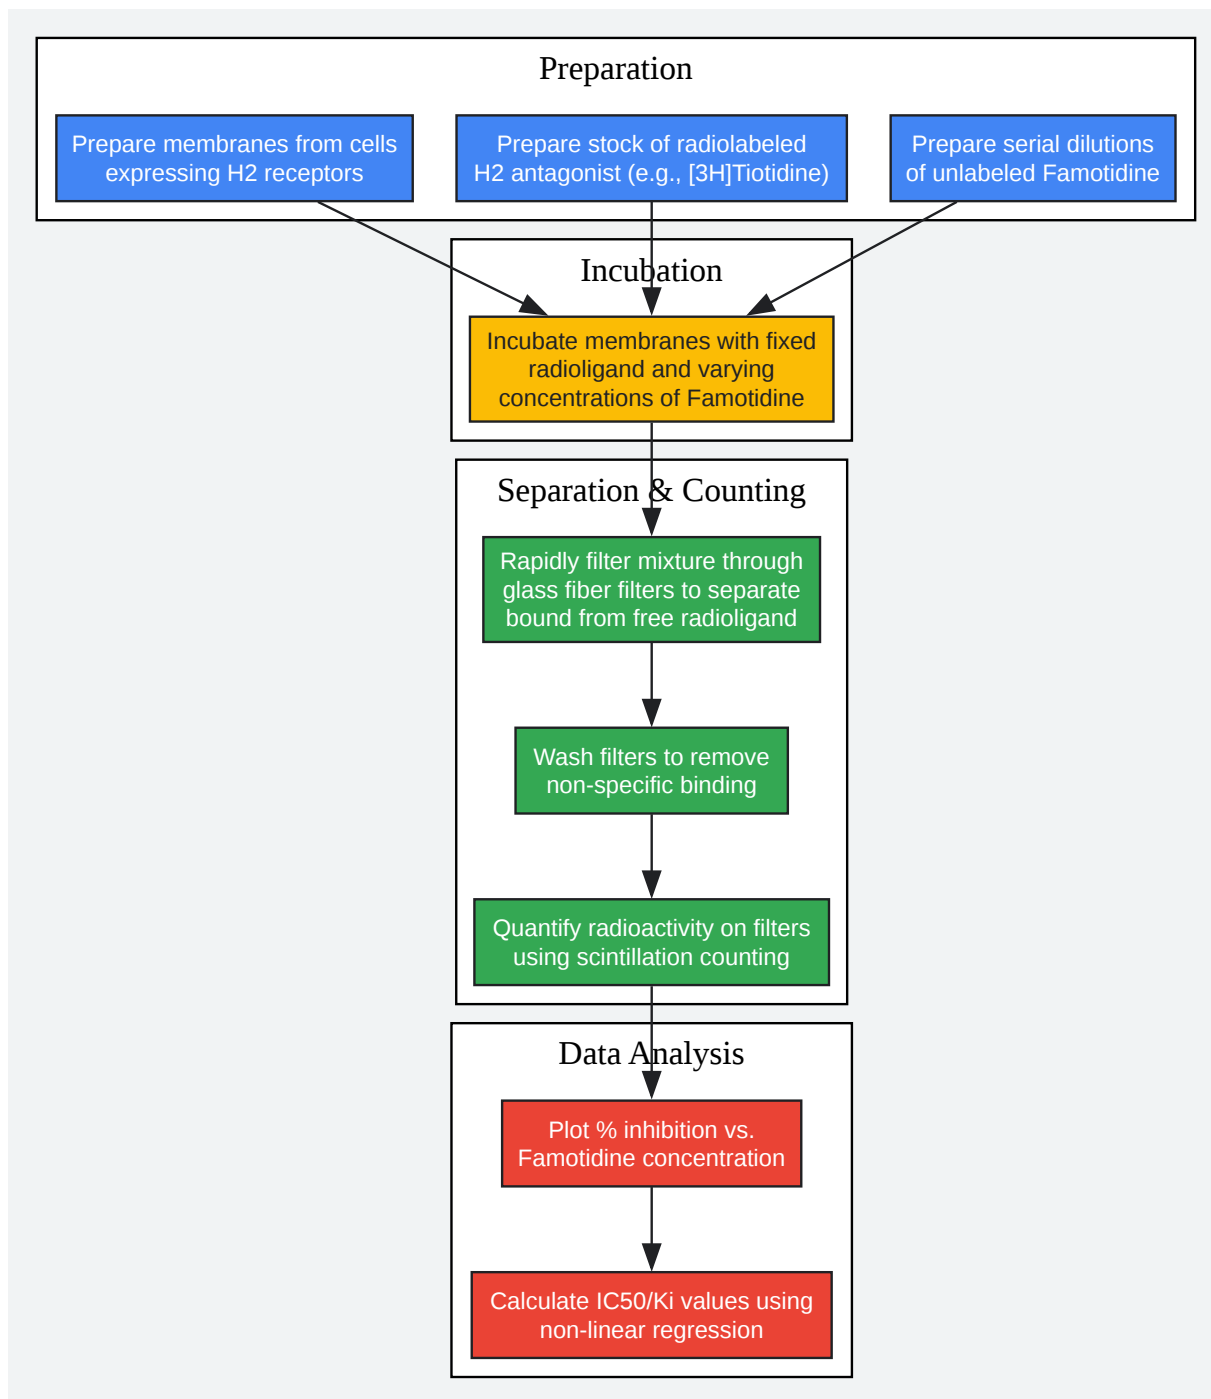 Preparation
Prepare membranes from cells
expressing H2 receptors
Prepare stock of radiolabeled
H2 antagonist (e.g., [3H]Tiotidine)
Prepare serial dilutions
of unlabeled Famotidine
Incubation
Incubate membranes with fixed
radioligand and varying
concentrations of Famotidine
Separation & Counting
Rapidly filter mixture through
glass fiber filters to separate
bound from free radioligand
Wash filters to remove
non-specific binding
Quantify radioactivity on filters
using scintillation counting
Data Analysis
Plot % inhibition vs.
Famotidine concentration
Calculate IC50/Ki values using
non-linear regression